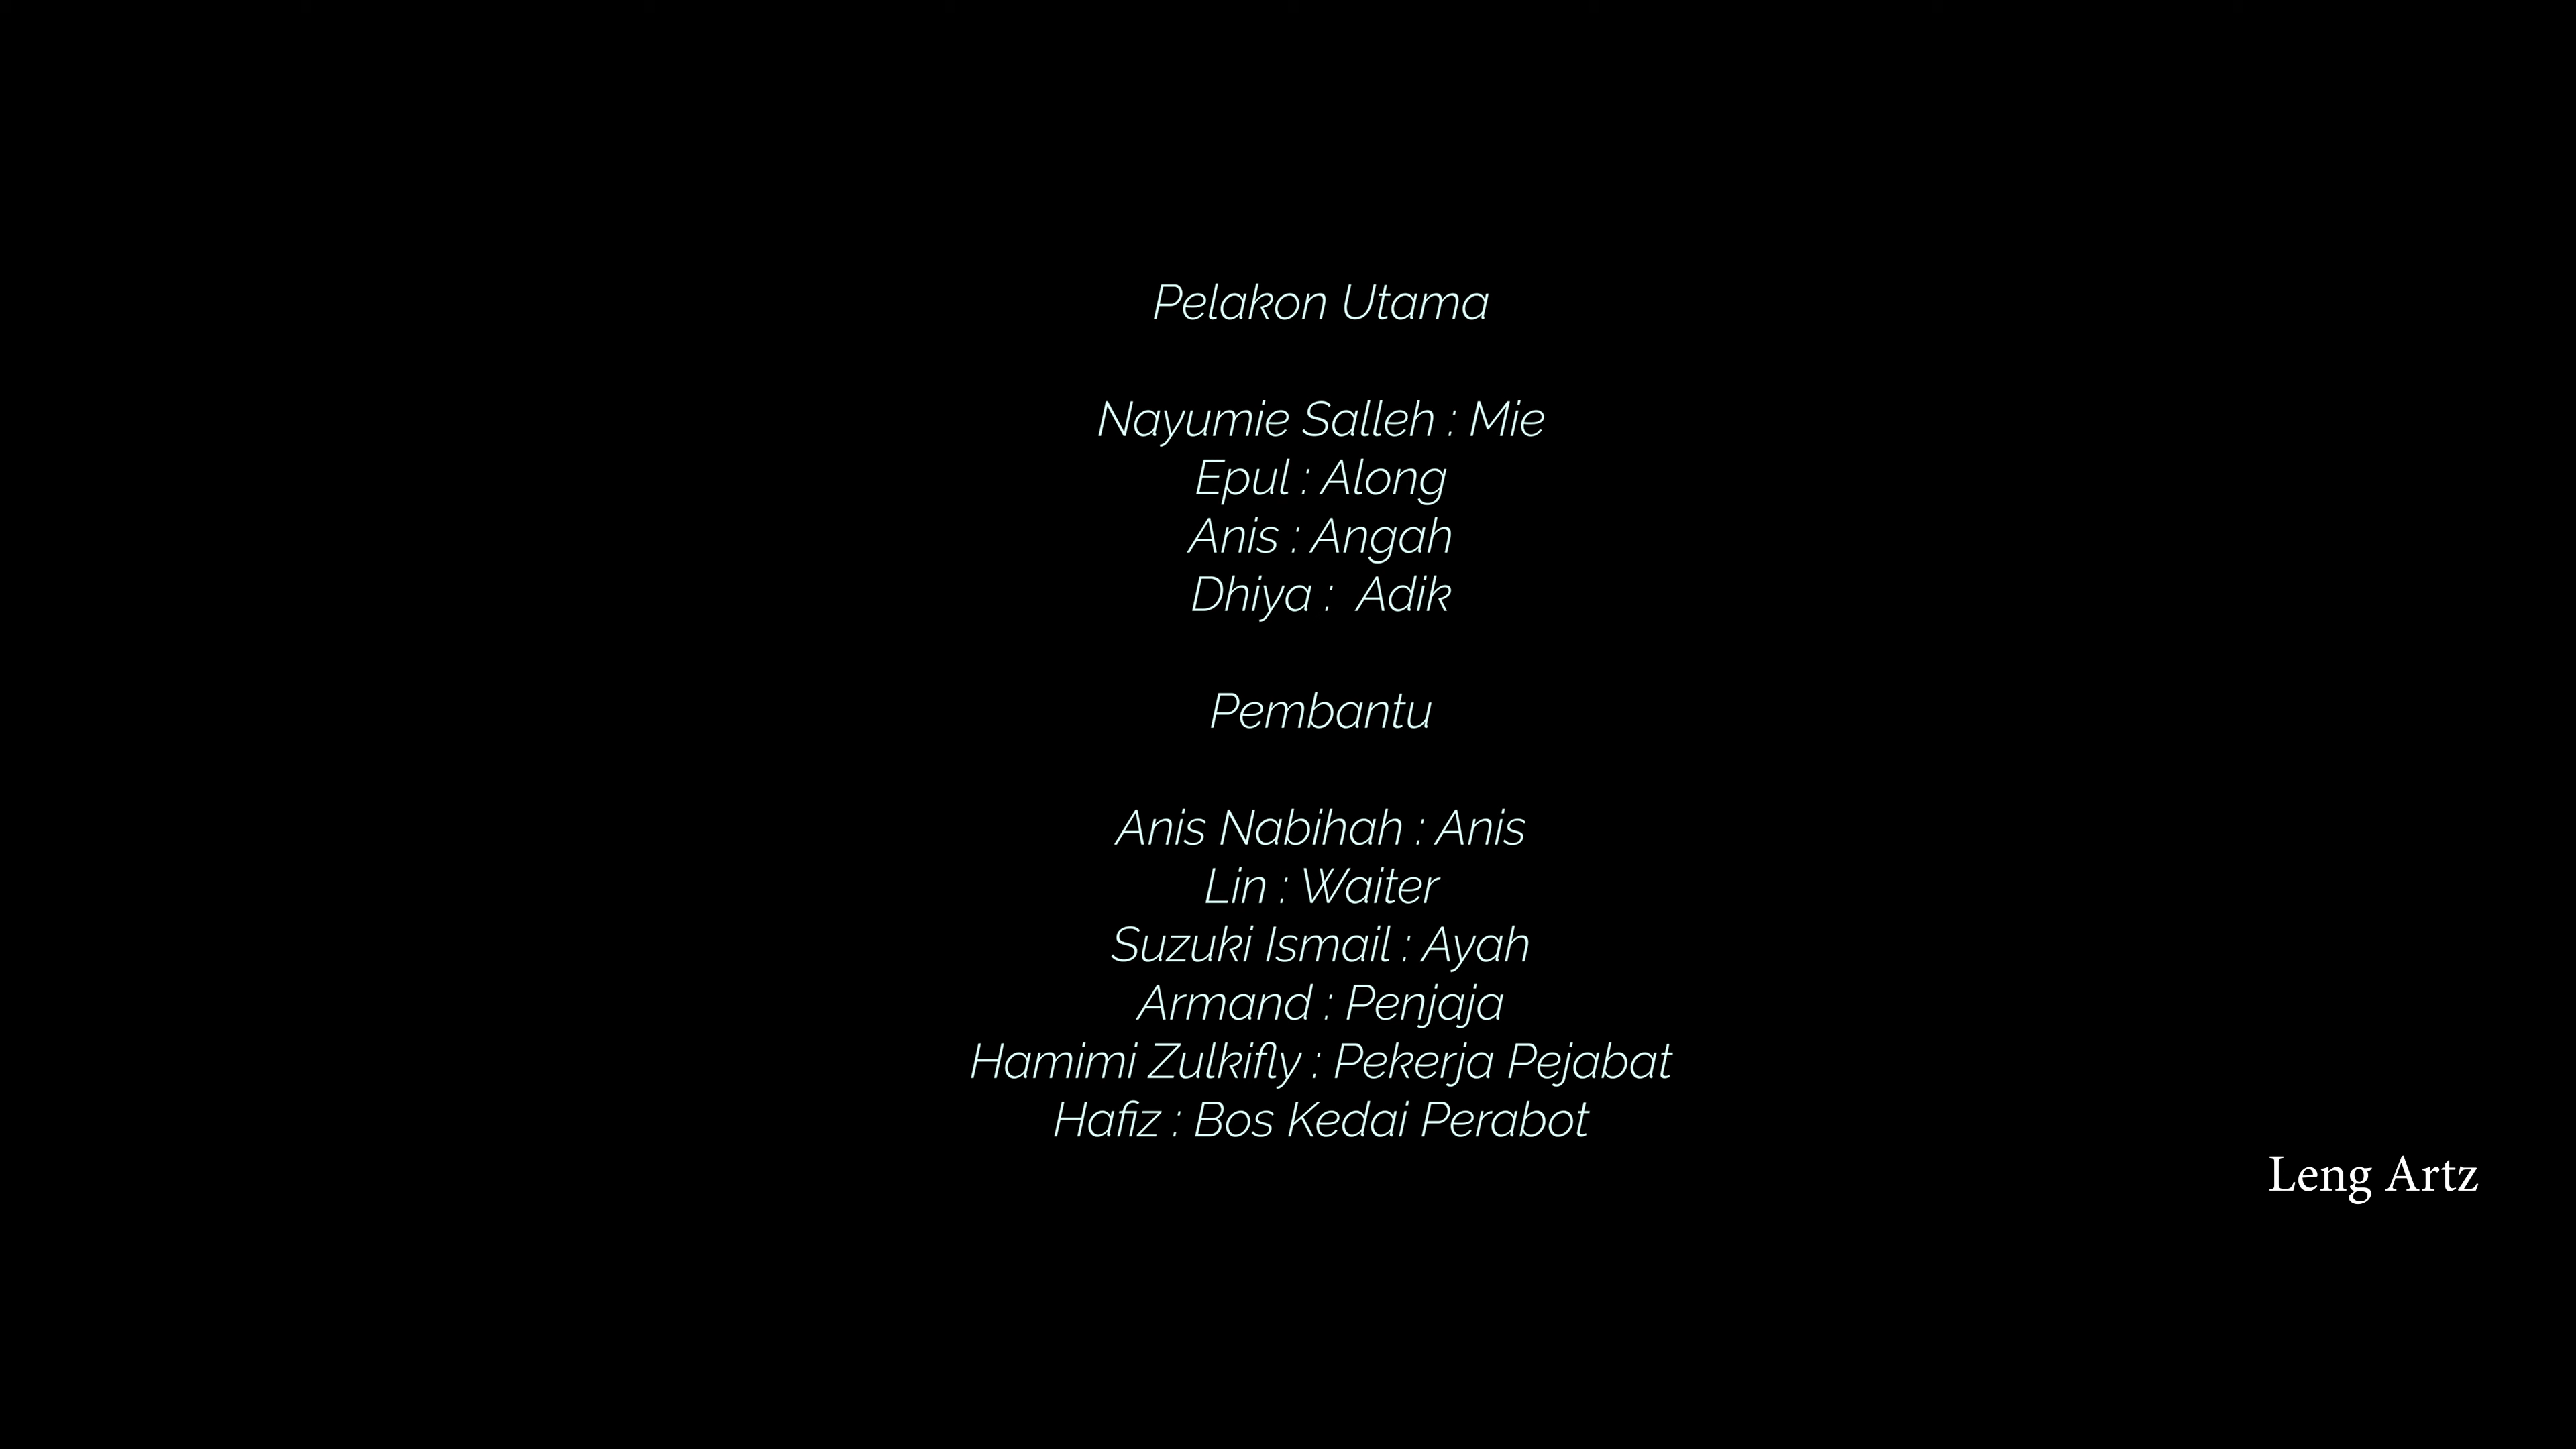 Pelakon Utama
Nayumie Salleh : Mie
Epul : Along
Anis : Angah
Dhiya :  Adik
Pembantu
Anis Nabihah : Anis
Lin : Waiter
Suzuki Ismail : Ayah
Armand : Penjaja
Hamimi Zulkifly : Pekerja Pejabat
Hafiz : Bos Kedai Perabot
Leng Artz